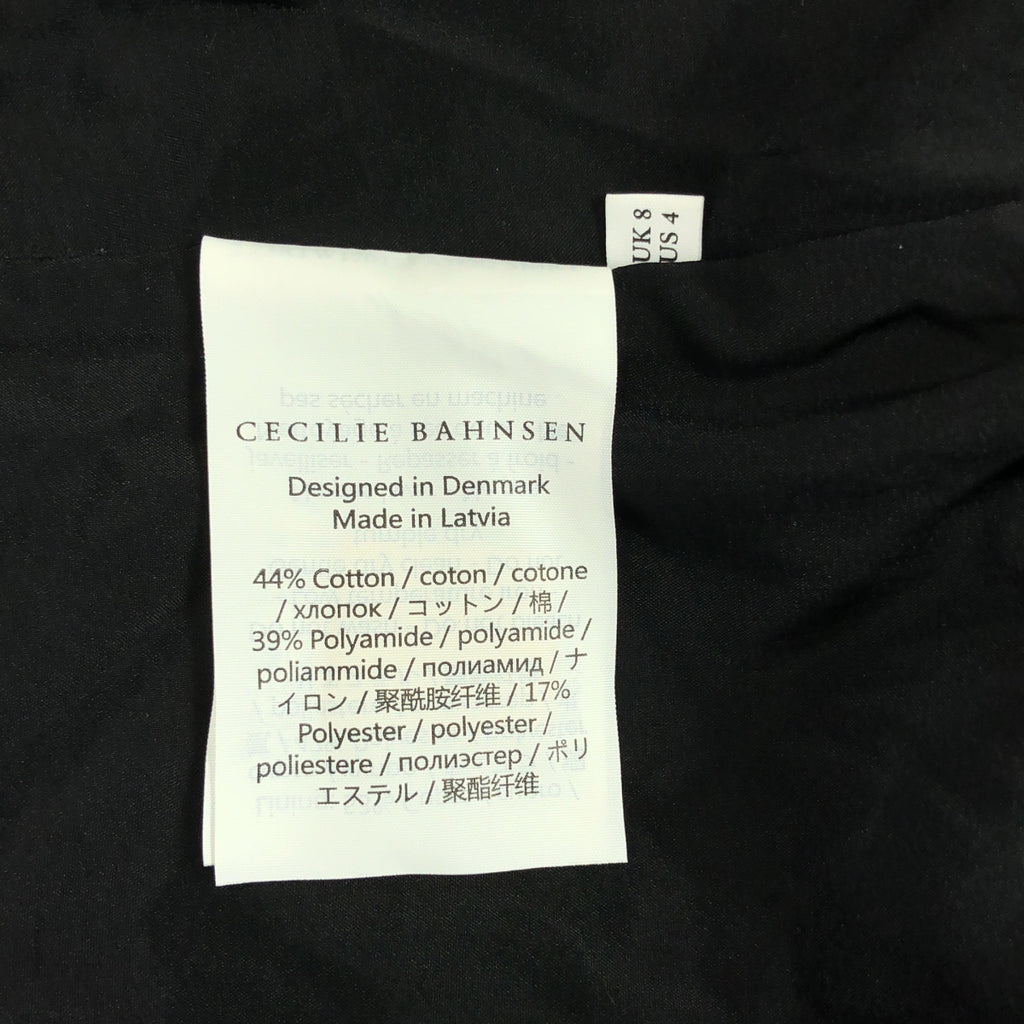 UK 8
US 4
CECILIE BAHNSEN
Designed in Denmark
Made in Latvia
44% Cotton / coton / cotone
/ хлопок / コットン / 棉 /
39% Polyamide / polyamide /
poliammide / полиамид / ナ
イロン / 聚酰胺纤维 / 17%
Polyester / polyester /
poliestere / полиэстер / ポリ
エステル / 聚酯纤维